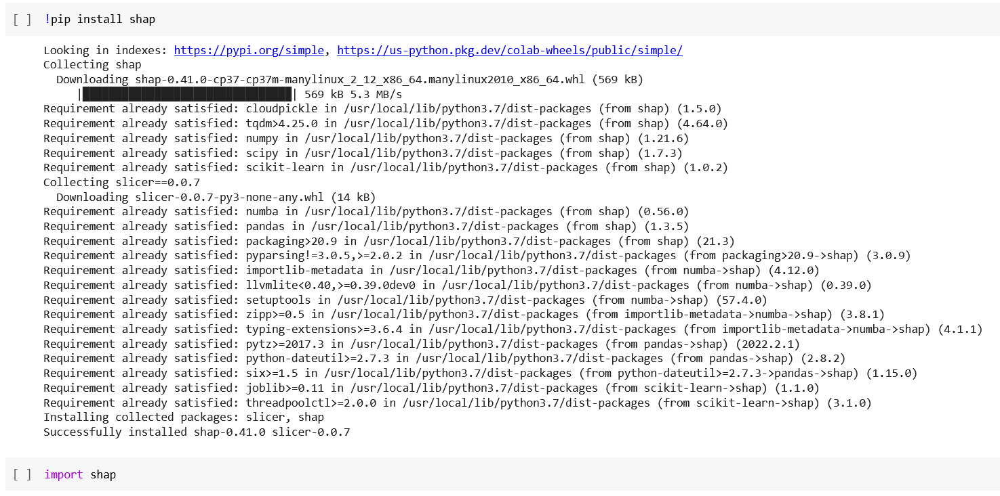 [ ] !pip install shap
Looking in indexes: https://pypi.org/simple, https://us-python.pkg.dev/colab-wheels/public/simple/
Collecting shap
  Downloading shap-0.41.0-cp37-cp37m-manylinux_2_12_x86_64.manylinux2010_x86_64.whl (569 kB)
     |████████████████████████████████| 569 kB 5.3 MB/s
Requirement already satisfied: cloudpickle in /usr/local/lib/python3.7/dist-packages (from shap) (1.5.0)
Requirement already satisfied: tqdm>4.25.0 in /usr/local/lib/python3.7/dist-packages (from shap) (4.64.0)
Requirement already satisfied: numpy in /usr/local/lib/python3.7/dist-packages (from shap) (1.21.6)
Requirement already satisfied: scipy in /usr/local/lib/python3.7/dist-packages (from shap) (1.7.3)
Requirement already satisfied: scikit-learn in /usr/local/lib/python3.7/dist-packages (from shap) (1.0.2)
Collecting slicer==0.0.7
  Downloading slicer-0.0.7-py3-none-any.whl (14 kB)
Requirement already satisfied: numba in /usr/local/lib/python3.7/dist-packages (from shap) (0.56.0)
Requirement already satisfied: pandas in /usr/local/lib/python3.7/dist-packages (from shap) (1.3.5)
Requirement already satisfied: packaging>20.9 in /usr/local/lib/python3.7/dist-packages (from shap) (21.3)
Requirement already satisfied: pyparsing!=3.0.5,>=2.0.2 in /usr/local/lib/python3.7/dist-packages (from packaging>20.9->shap) (3.0.9)
Requirement already satisfied: importlib-metadata in /usr/local/lib/python3.7/dist-packages (from numba->shap) (4.12.0)
Requirement already satisfied: llvmlite<0.40,>=0.39.0dev0 in /usr/local/lib/python3.7/dist-packages (from numba->shap) (0.39.0)
Requirement already satisfied: setuptools in /usr/local/lib/python3.7/dist-packages (from numba->shap) (57.4.0)
Requirement already satisfied: zipp>=0.5 in /usr/local/lib/python3.7/dist-packages (from importlib-metadata->numba->shap) (3.8.1)
Requirement already satisfied: typing-extensions>=3.6.4 in /usr/local/lib/python3.7/dist-packages (from importlib-metadata->numba->shap) (4.1.1)
Requirement already satisfied: pytz>=2017.3 in /usr/local/lib/python3.7/dist-packages (from pandas->shap) (2022.2.1)
Requirement already satisfied: python-dateutil>=2.7.3 in /usr/local/lib/python3.7/dist-packages (from pandas->shap) (2.8.2)
Requirement already satisfied: six>=1.5 in /usr/local/lib/python3.7/dist-packages (from python-dateutil>=2.7.3->pandas->shap) (1.15.0)
Requirement already satisfied: joblib>=0.11 in /usr/local/lib/python3.7/dist-packages (from scikit-learn->shap) (1.1.0)
Requirement already satisfied: threadpoolctl>=2.0.0 in /usr/local/lib/python3.7/dist-packages (from scikit-learn->shap) (3.1.0)
Installing collected packages: slicer, shap
Successfully installed shap-0.41.0 slicer-0.0.7
[ ] import shap